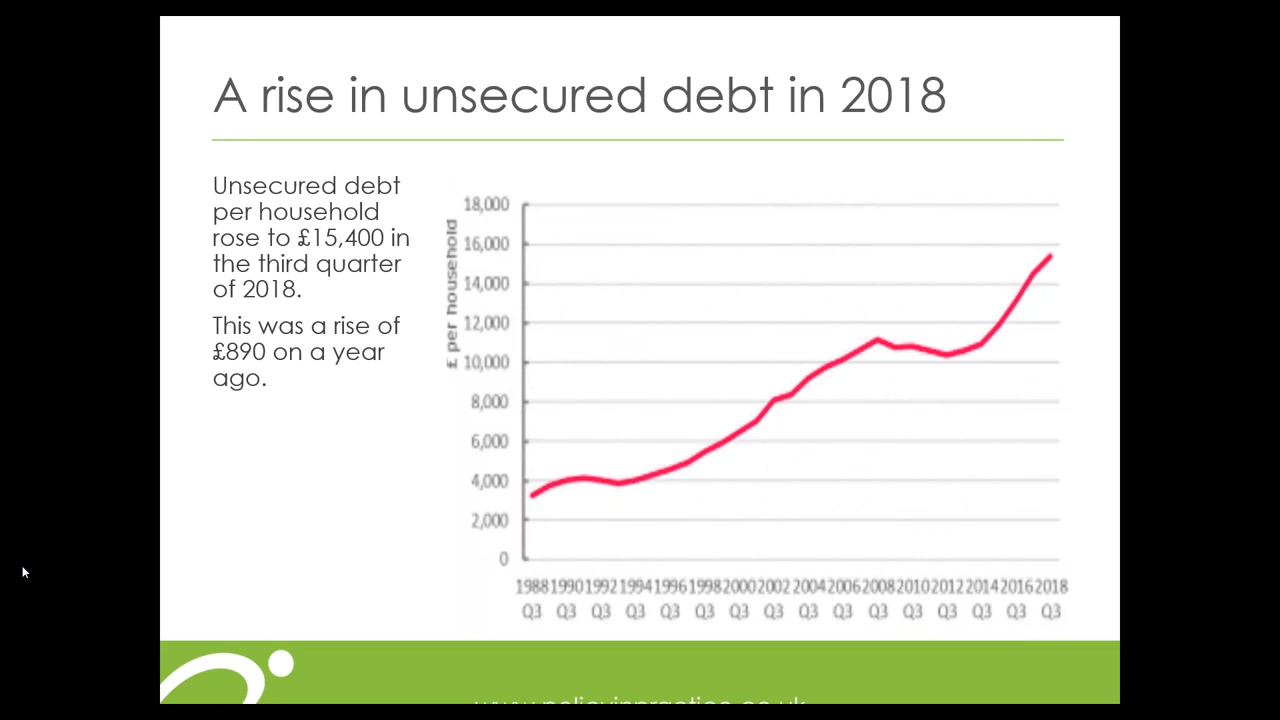 A rise in unsecured debt in 2018
Unsecured debt
per household
rose to £15,400 in
the third quarter
of 2018.
This was a rise of
£890 on a year
ago.
£ per household
18,000
16,000
14,000
12,000
10,000
8,000
6,000
4,000
2,000
0
1988 1990 1992 1994 1996 1998 2000 2002 2004 2006 2008 2010 2012 2014 2016 2018
Q3 Q3 Q3 Q3 Q3 Q3 Q3 Q3 Q3 Q3 Q3 Q3 Q3 Q3 Q3 Q3
www.policyinpractice.co.uk